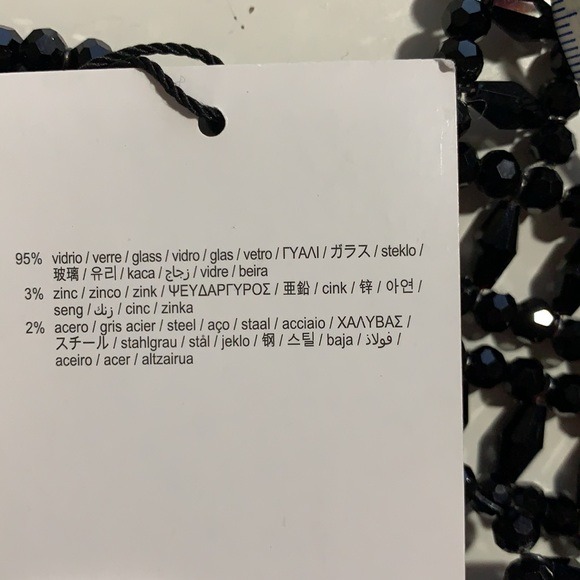 95% vidrio / verre / glass / vidro / glas / vetro / ΓΥΑΛΙ / ガラス / steklo /
玻璃 / 유리 / kaca / زجاج / vidre / beira
3% zinc / zinco / zink / ΨΕΥΔΑΡΓΥΡΟΣ / 亜鉛 / cink / 锌 / 아연 /
seng / زنك / cinc / zinka
2% acero / gris acier / steel / aço / staal / acciaio / ΧΑΛΥΒΑΣ /
スチール / stahlgrau / stål / jeklo / 钢 / 스틸 / baja / فولاذ /
aceiro / acer / altzairua